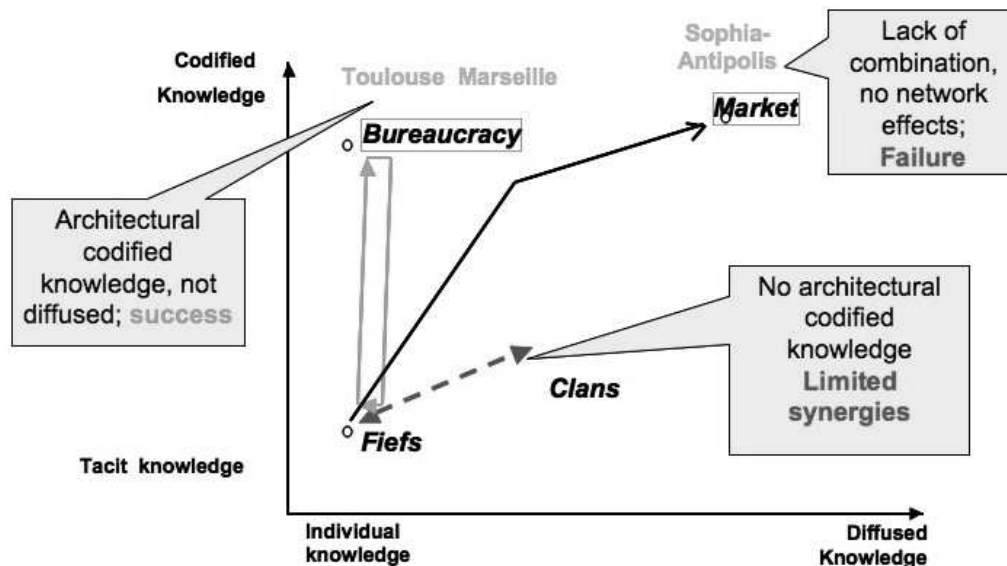 Codified
Knowledge
Toulouse Marseille
Sophia-
Antipolis
Lack of
combination,
no network
effects;
Failure
Bureaucracy
Market
Architectural
codified
knowledge, not
diffused; success
No architectural
codified
knowledge
Limited
synergies
Clans
Fiefs
Tacit knowledge
Individual
knowledge
Diffused
Knowledge